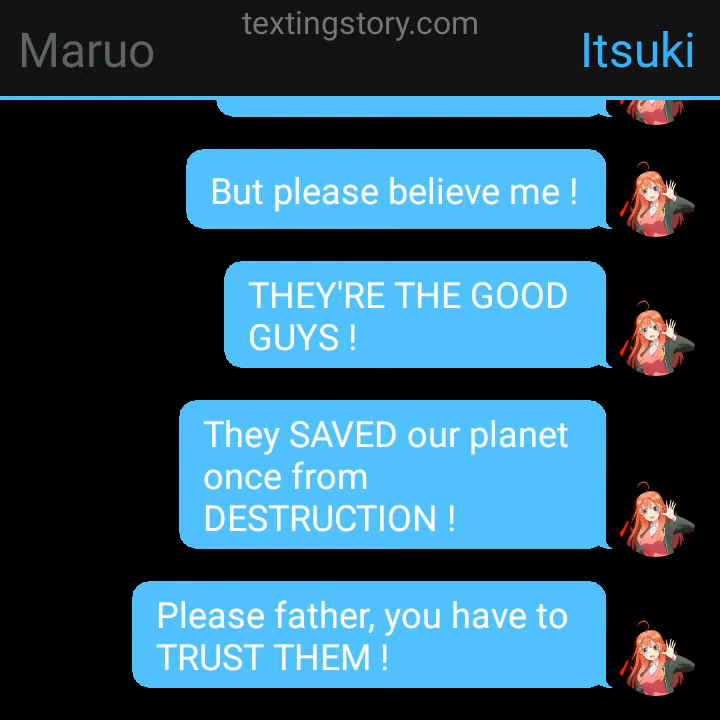 textingstory.com
Maruo
Itsuki
But please believe me !
THEY'RE THE GOOD
GUYS !
They SAVED our planet
once from
DESTRUCTION !
Please father, you have to
TRUST THEM !